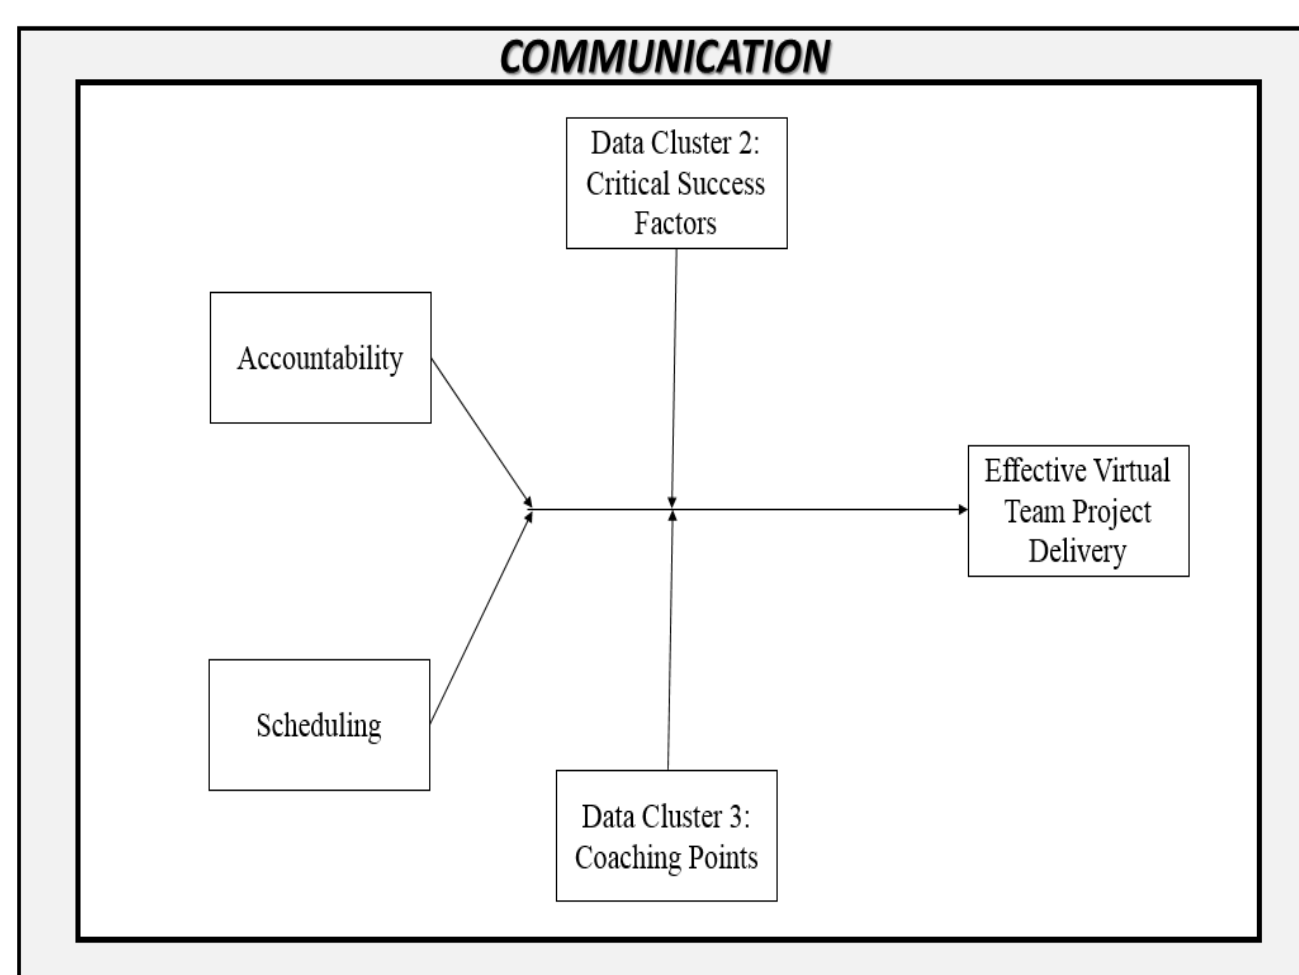 COMMUNICATION
Data Cluster 2:
Critical Success
Factors
Accountability
Effective Virtual
Team Project
Delivery
Scheduling
Data Cluster 3:
Coaching Points